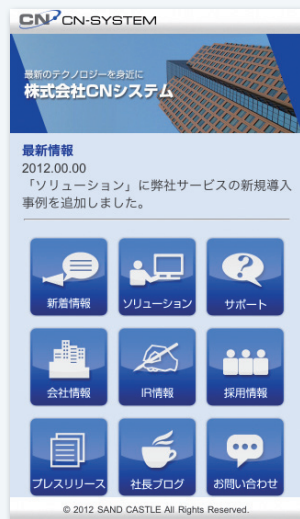 CN CN-SYSTEM
最新のテクノロジーを身近に
株式会社CNシステム
最新情報
2012.00.00
「ソリューション」に弊社サービスの新規導入
事例を追加しました。
新着情報 ソリューション サポート
会社情報 IR情報 採用情報
プレスリリース 社長ブログ お問い合わせ
© 2012 SAND CASTLE All Rights Reserved.